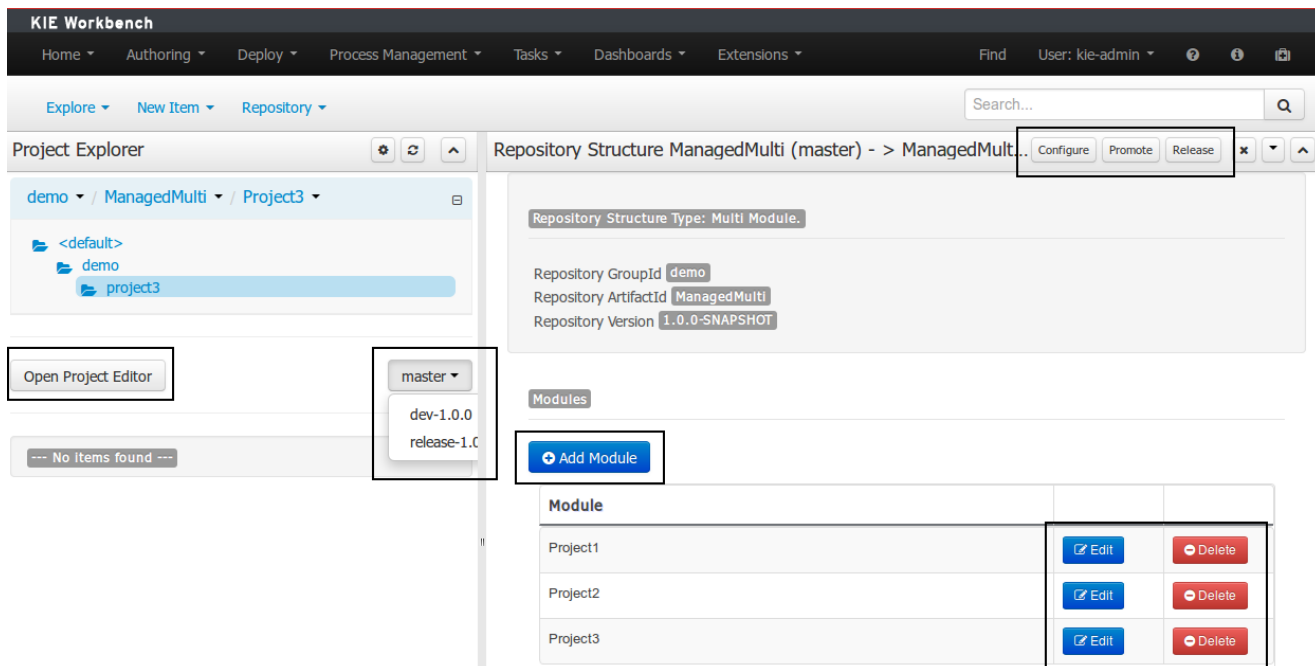 KIE Workbench
Home Authoring Deploy Process Management Tasks Dashboards Extensions Find User: kie-admin
Explore New Item Repository Search...
Project Explorer
demo / ManagedMulti / Project3
<default>
demo
project3
Open Project Editor
master
dev-1.0.0
release-1.0
--- No items found ---
Repository Structure ManagedMulti (master) - > ManagedMult... Configure Promote Release
Repository Structure Type: Multi Module.
Repository GroupId demo
Repository ArtifactId ManagedMulti
Repository Version 1.0.0-SNAPSHOT
Modules
Add Module
Module
Project1 Edit Delete
Project2 Edit Delete
Project3 Edit Delete